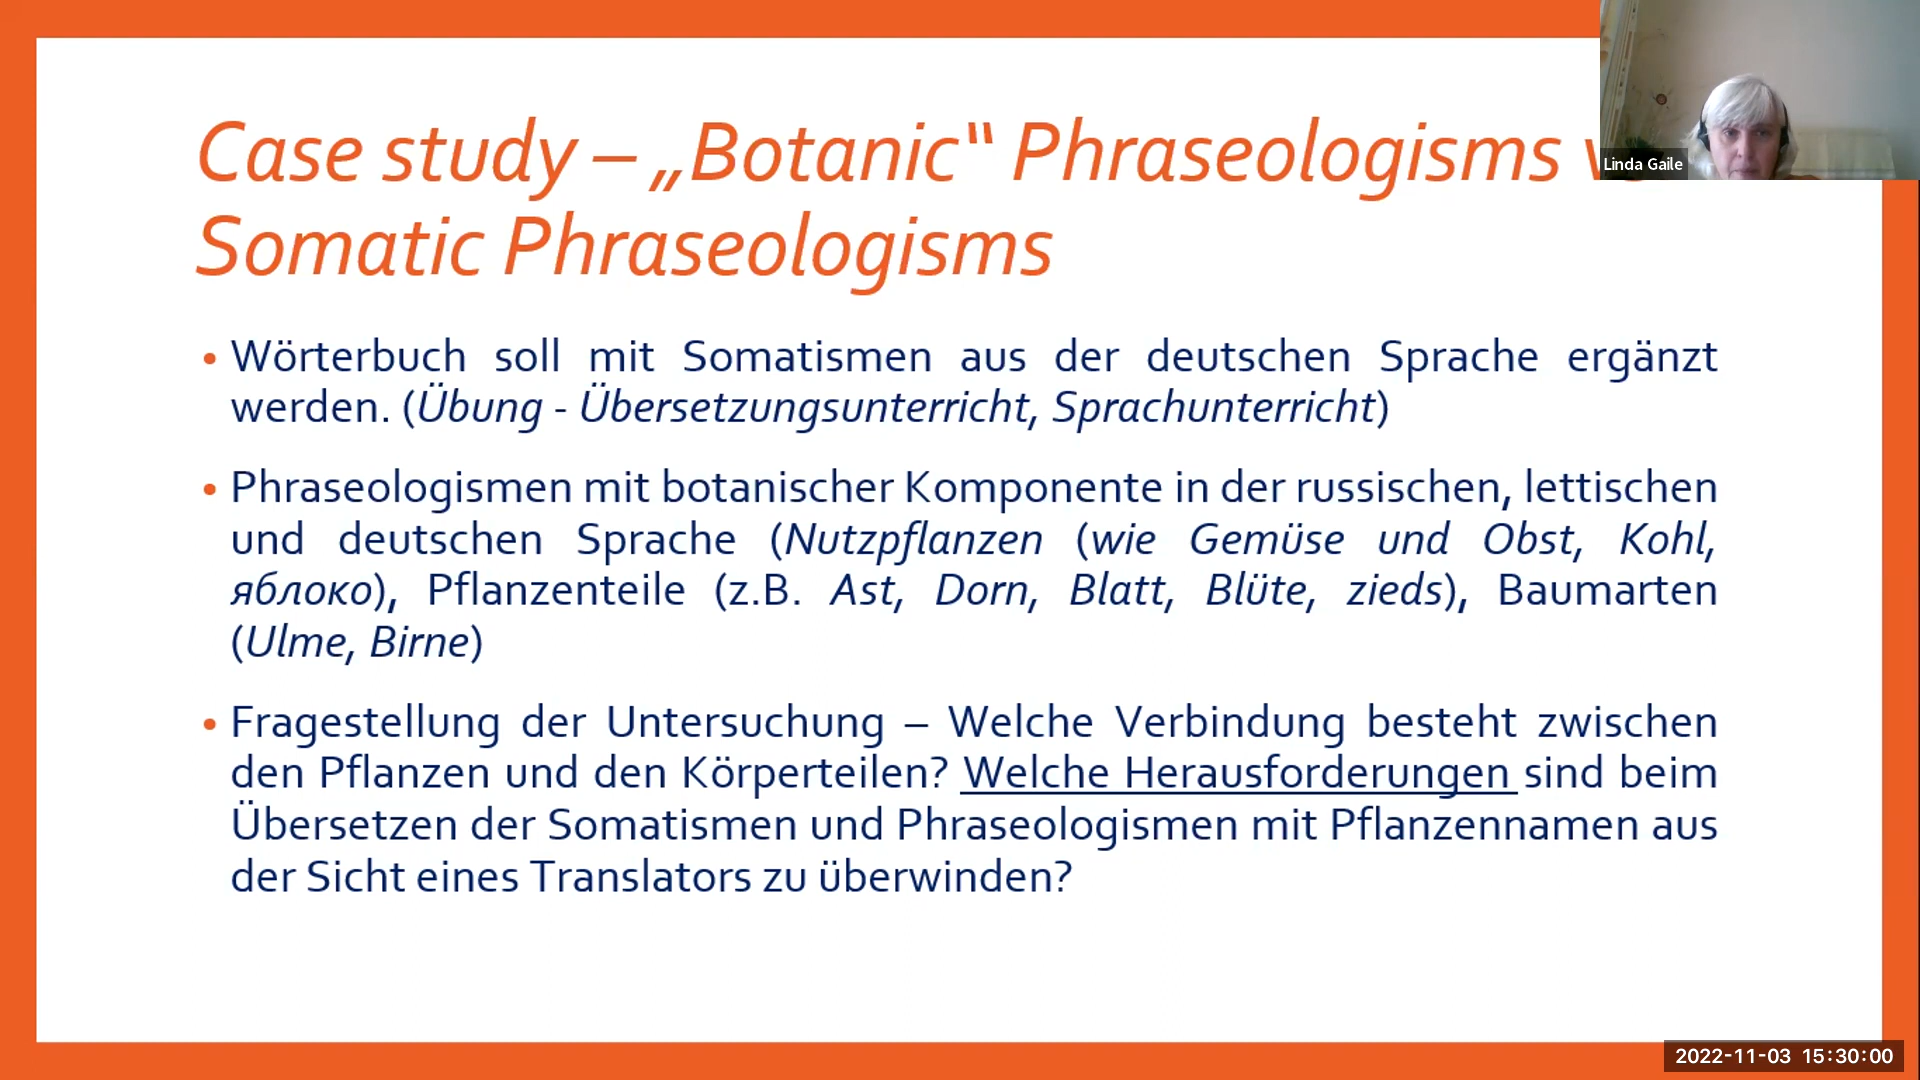 Case study – „Botanic“ Phraseologisms
Somatic Phraseologisms
Linda Gaile
• Wörterbuch soll mit Somatismen aus der deutschen Sprache ergänzt
werden. (Übung - Übersetzungsunterricht, Sprachunterricht)
• Phraseologismen mit botanischer Komponente in der russischen, lettischen
und deutschen Sprache (Nutzpflanzen (wie Gemüse und Obst, Kohl,
яблоко), Pflanzenteile (z.B. Ast, Dorn, Blatt, Blüte, zieds), Baumarten
(Ulme, Birne)
• Fragestellung der Untersuchung – Welche Verbindung besteht zwischen
den Pflanzen und den Körperteilen? Welche Herausforderungen sind beim
Übersetzen der Somatismen und Phraseologismen mit Pflanzennamen aus
der Sicht eines Translators zu überwinden?
2022-11-03 15:30:00